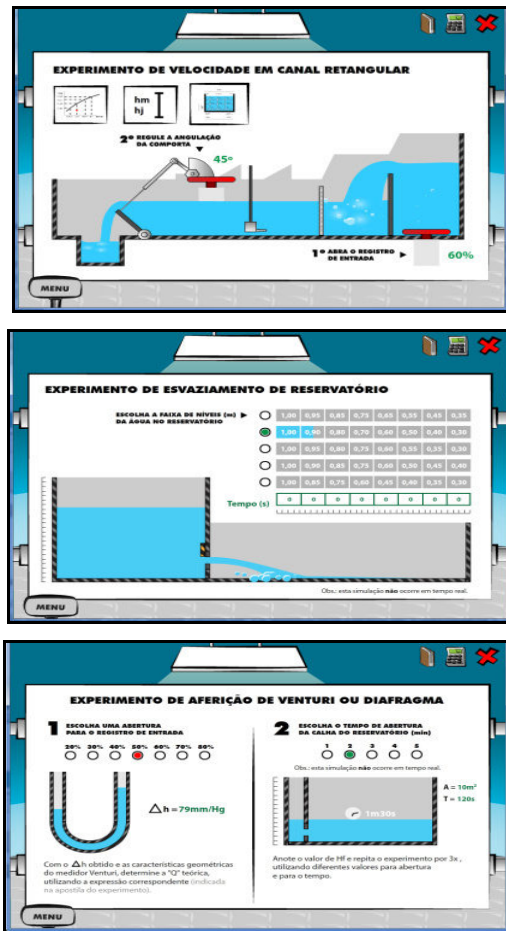 EXPERIMENTO DE VELOCIDADE EM CANAL RETANGULAR
hm
hj
2º REGULE A ANGULAÇÃO
DA COMPORTA
45º
1º ABRA O REGISTRO
DE ENTRADA
60%
MENU
EXPERIMENTO DE ESVAZIAMENTO DE RESERVATÓRIO
ESCOLHA A FAIXA DE NÍVEIS (m)
DA ÁGUA NO RESERVATÓRIO
1,00 0,95 0,85 0,75 0,65 0,55 0,45 0,35
1,00 0,90 0,80 0,70 0,60 0,50 0,40 0,30
1,00 0,95 0,80 0,70 0,60 0,50 0,40 0,30
1,00 0,90 0,85 0,75 0,60 0,50 0,45 0,40
1,00 0,85 0,75 0,60 0,45 0,40 0,35 0,30
Tempo (s) 0 0 0 0 0 0 0 0
Obs.: esta simulação não ocorre em tempo real.
MENU
EXPERIMENTO DE AFERIÇÃO DE VENTURI OU DIAFRAGMA
1 ESCOLHA UMA ABERTURA
PARA O REGISTRO DE ENTRADA
20% 30% 40% 50% 60% 70% 80%
Δh = 79mm/Hg
Com o Δh obtido e as características geométricas
do medidor Venturi, determine a "Q" teórica,
utilizando a expressão correspondente (indicada
na apostila do experimento).
2 ESCOLHA O TEMPO DE ABERTURA
DA CALHA DO RESERVATÓRIO (min)
1 2 3 4 5
Obs.: esta simulação não ocorre em tempo real.
A = 10m²
T = 120s
1m30s
Anote o valor de Hf e repita o experimento por 3x ,
utilizando diferentes valores para abertura
e para o tempo.
MENU